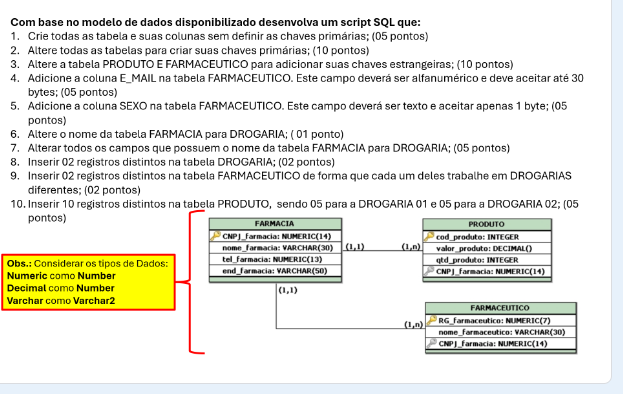 Com base no modelo de dados disponibilizado desenvolva um script SQL que:
1. Crie todas as tabela e suas colunas sem definir as chaves primárias; (05 pontos)
2. Altere todas as tabelas para criar suas chaves primárias; (10 pontos)
3. Altere a tabela PRODUTO E FARMACEUTICO para adicionar suas chaves estrangeiras; (10 pontos)
4. Adicione a coluna E_MAIL na tabela FARMACEUTICO. Este campo deverá ser alfanumérico e deve aceitar até 30
bytes; (05 pontos)
5. Adicione a coluna SEXO na tabela FARMACEUTICO. Este campo deverá ser texto e aceitar apenas 1 byte; (05
pontos)
6. Altere o nome da tabela FARMACIA para DROGARIA; ( 01 ponto)
7. Alterar todos os campos que possuem o nome da tabela FARMACIA para DROGARIA; (05 pontos)
8. Inserir 02 registros distintos na tabela DROGARIA; (02 pontos)
9. Inserir 02 registros distintos na tabela FARMACEUTICO de forma que cada um deles trabalhe em DROGARIAS
diferentes; (02 pontos)
10. Inserir 10 registros distintos na tabela PRODUTO, sendo 05 para a DROGARIA 01 e 05 para a DROGARIA 02; (05
pontos)
FARMACIA
CNPJ_farmacia: NUMERIC(14)
nome_farmacia: VARCHAR(30)
tel_farmacia: NUMERIC(13)
end_farmacia: VARCHAR(50)
(1,1)
(1,n)
PRODUTO
cod_produto: INTEGER
valor_produto: DECIMAL()
qtd_produto: INTEGER
CNPJ_farmacia: NUMERIC(14)
Obs.: Considerar os tipos de Dados:
Numeric como Number
Decimal como Number
Varchar como Varchar2
(1,1)
(1,n)
FARMACEUTICO
RG_farmaceutico: NUMERIC(7)
nome_farmaceutico: VARCHAR(30)
CNPJ_farmacia: NUMERIC(14)